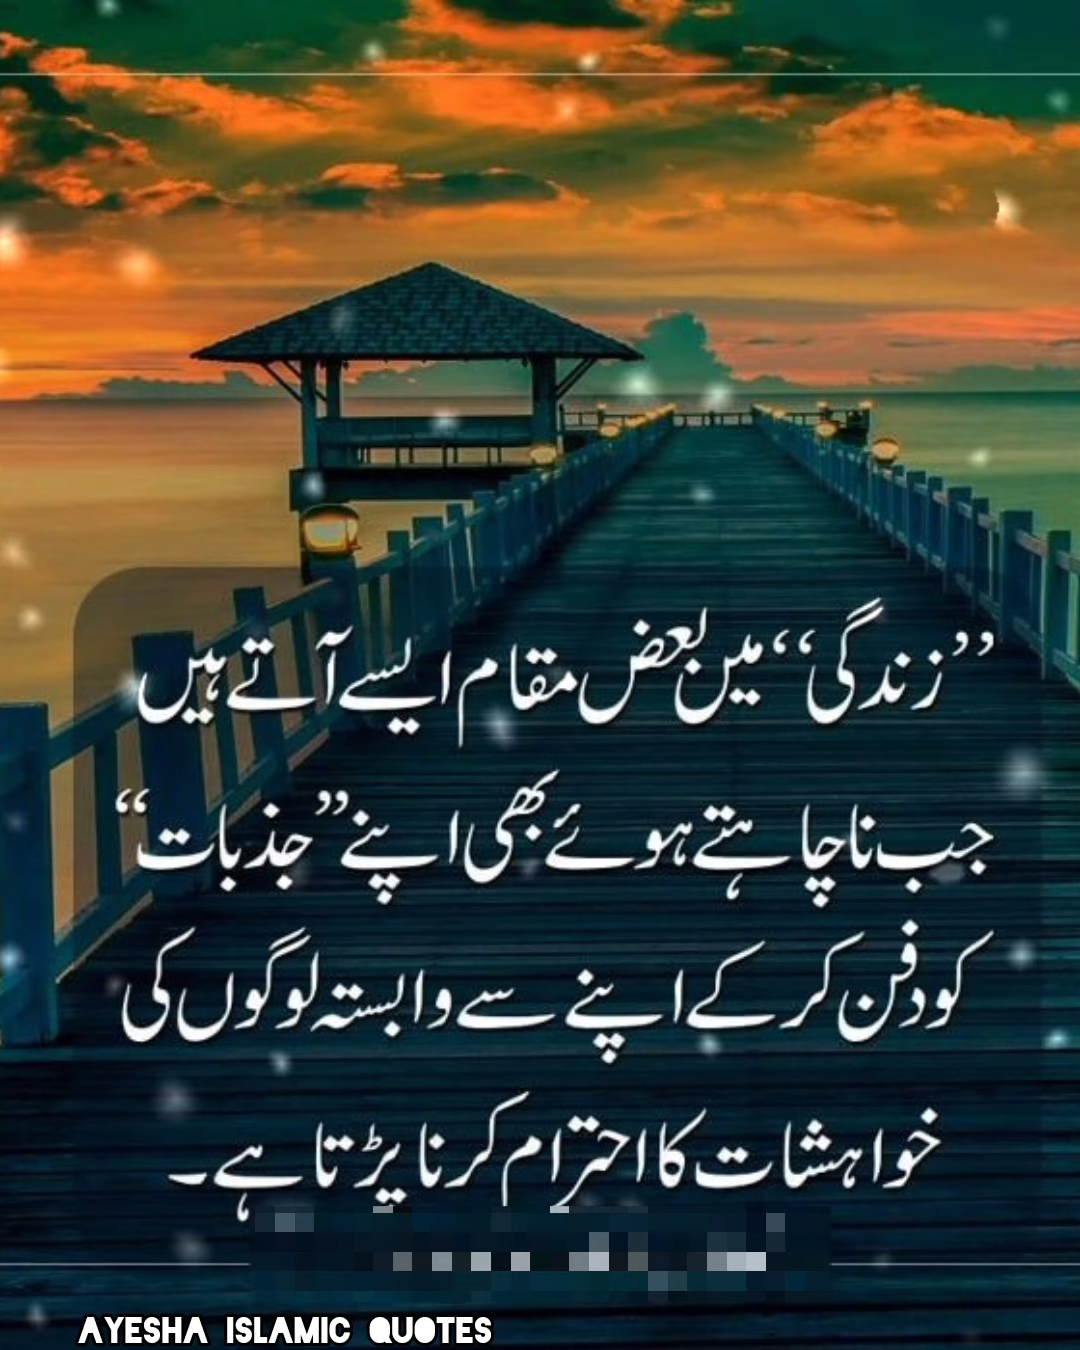 ”زندگی“ میں بعض مقام ایسے آتے ہیں
جب نا چاہتے ہوئے بھی اپنے ”جذبات“
کو دفن کر کے اپنے سے وابستہ لوگوں کی
خواہشات کا احترام کرنا پڑتا ہے۔
AYESHA ISLAMIC QUOTES